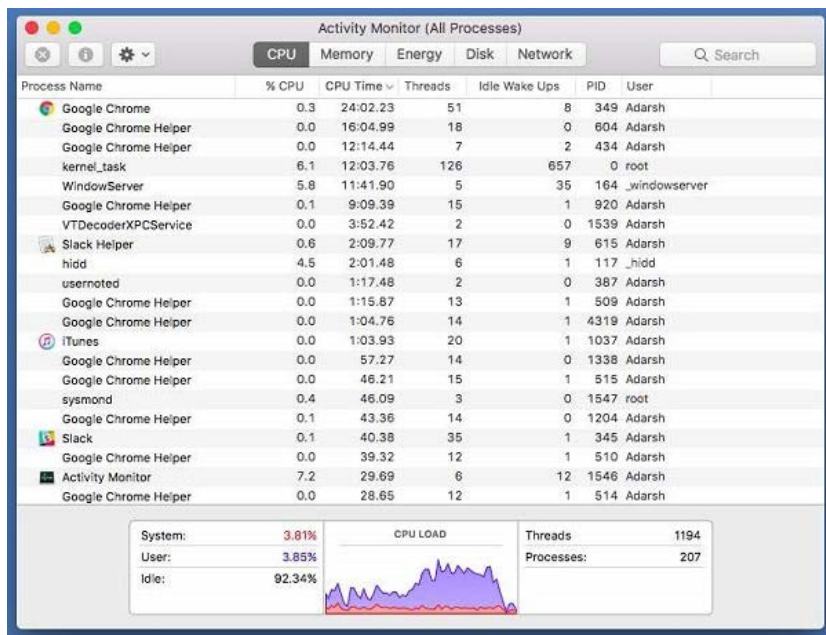 Activity Monitor (All Processes)
CPU Memory Energy Disk Network Search
Process Name % CPU CPU Time Threads Idle Wake Ups PID User
Google Chrome 0.3 24:02.23 51 8 349 Adarsh
Google Chrome Helper 0.0 16:04.99 18 0 604 Adarsh
Google Chrome Helper 0.0 12:14.44 7 2 434 Adarsh
kernel_task 6.1 12:03.76 126 657 0 root
WindowServer 5.8 11:41.90 5 35 164 _windowserver
Google Chrome Helper 0.1 9:09.39 15 1 920 Adarsh
VTDecoderXPCService 0.0 3:52.42 2 0 1539 Adarsh
Slack Helper 0.6 2:09.77 17 9 615 Adarsh
hidd 4.5 2:01.48 6 1 117 _hidd
usernoted 0.0 1:17.48 2 0 387 Adarsh
Google Chrome Helper 0.0 1:15.87 13 1 509 Adarsh
Google Chrome Helper 0.0 1:04.76 14 1 4319 Adarsh
iTunes 0.0 1:03.93 20 1 1037 Adarsh
Google Chrome Helper 0.0 57.27 14 0 1338 Adarsh
Google Chrome Helper 0.0 46.21 15 1 515 Adarsh
sysmond 0.4 46.09 3 0 1547 root
Google Chrome Helper 0.1 43.36 14 0 1204 Adarsh
Slack 0.1 40.38 35 1 345 Adarsh
Google Chrome Helper 0.0 39.32 12 1 510 Adarsh
Activity Monitor 7.2 29.69 6 12 1546 Adarsh
Google Chrome Helper 0.0 28.65 12 1 514 Adarsh
System: 3.81% CPU LOAD Threads 1194
User: 3.85% Processes: 207
Idle: 92.34%